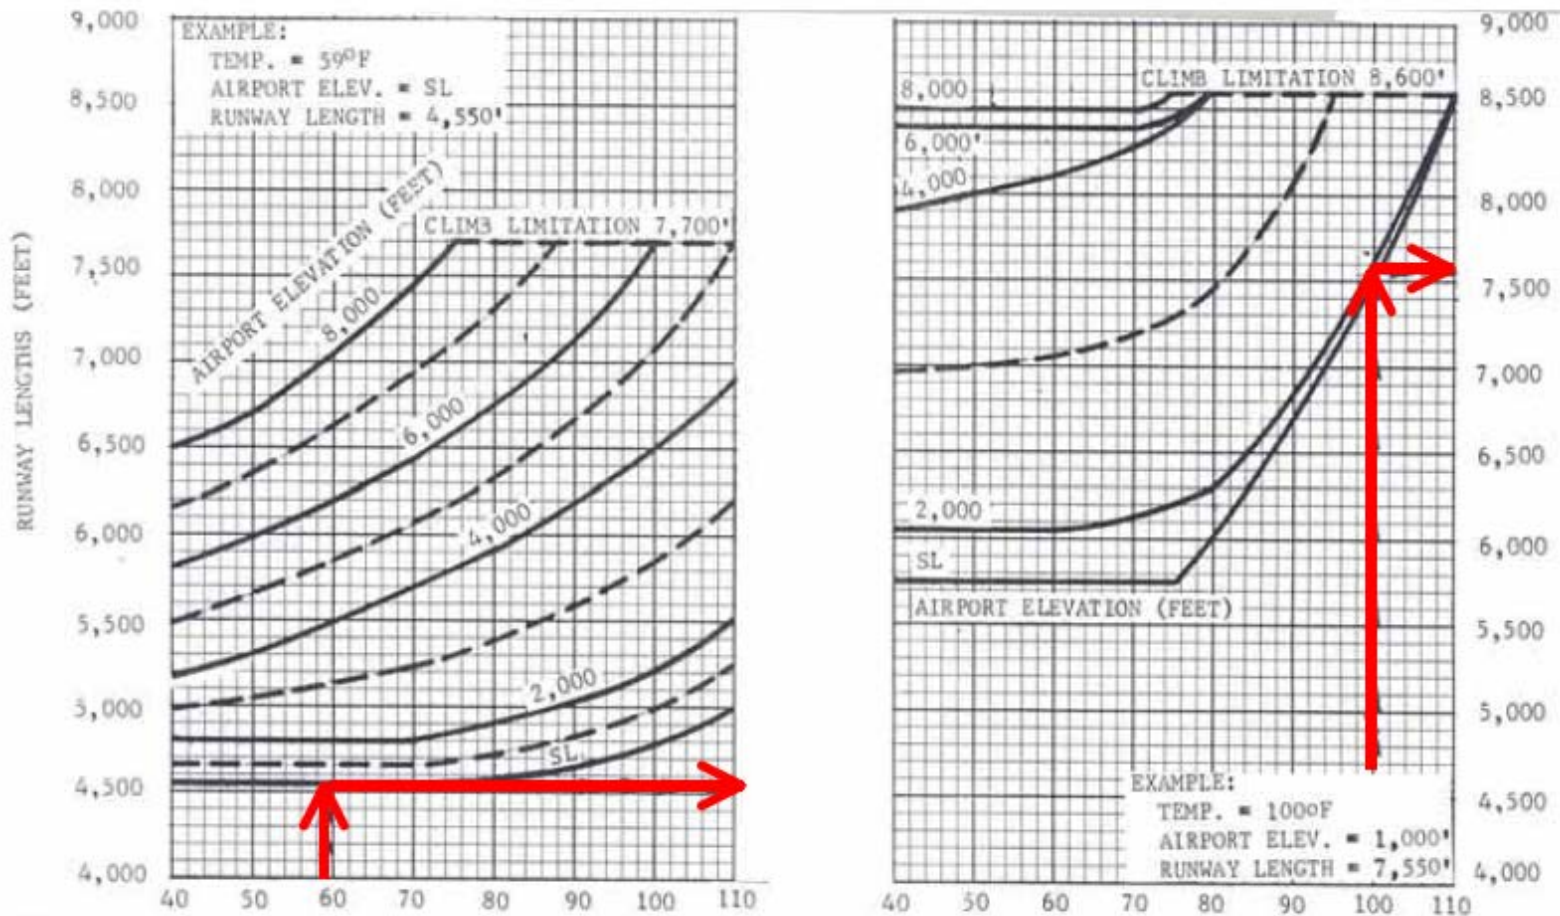 RUNWAY LENGTHS (FEET)
9,000
8,500
8,000
7,500
7,000
6,500
6,000
5,500
5,000
4,500
4,000
EXAMPLE:
TEMP. = 59°F
AIRPORT ELEV. = SL
RUNWAY LENGTH = 4,550'
AIRPORT ELEVATION (FEET)
CLIMB LIMITATION 7,700'
8,000
6,000
4,000
2,000
SL
40 50 60 70 80 90 100 110
CLIMB LIMITATION 8,600'
8,000
6,000'
4,000
2,000
SL
AIRPORT ELEVATION (FEET)
EXAMPLE:
TEMP. = 100°F
AIRPORT ELEV. = 1,000'
RUNWAY LENGTH = 7,550'
40 50 60 70 80 90 100 110
9,000
8,500
8,000
7,500
7,000
6,500
6,000
5,500
5,000
4,500
4,000